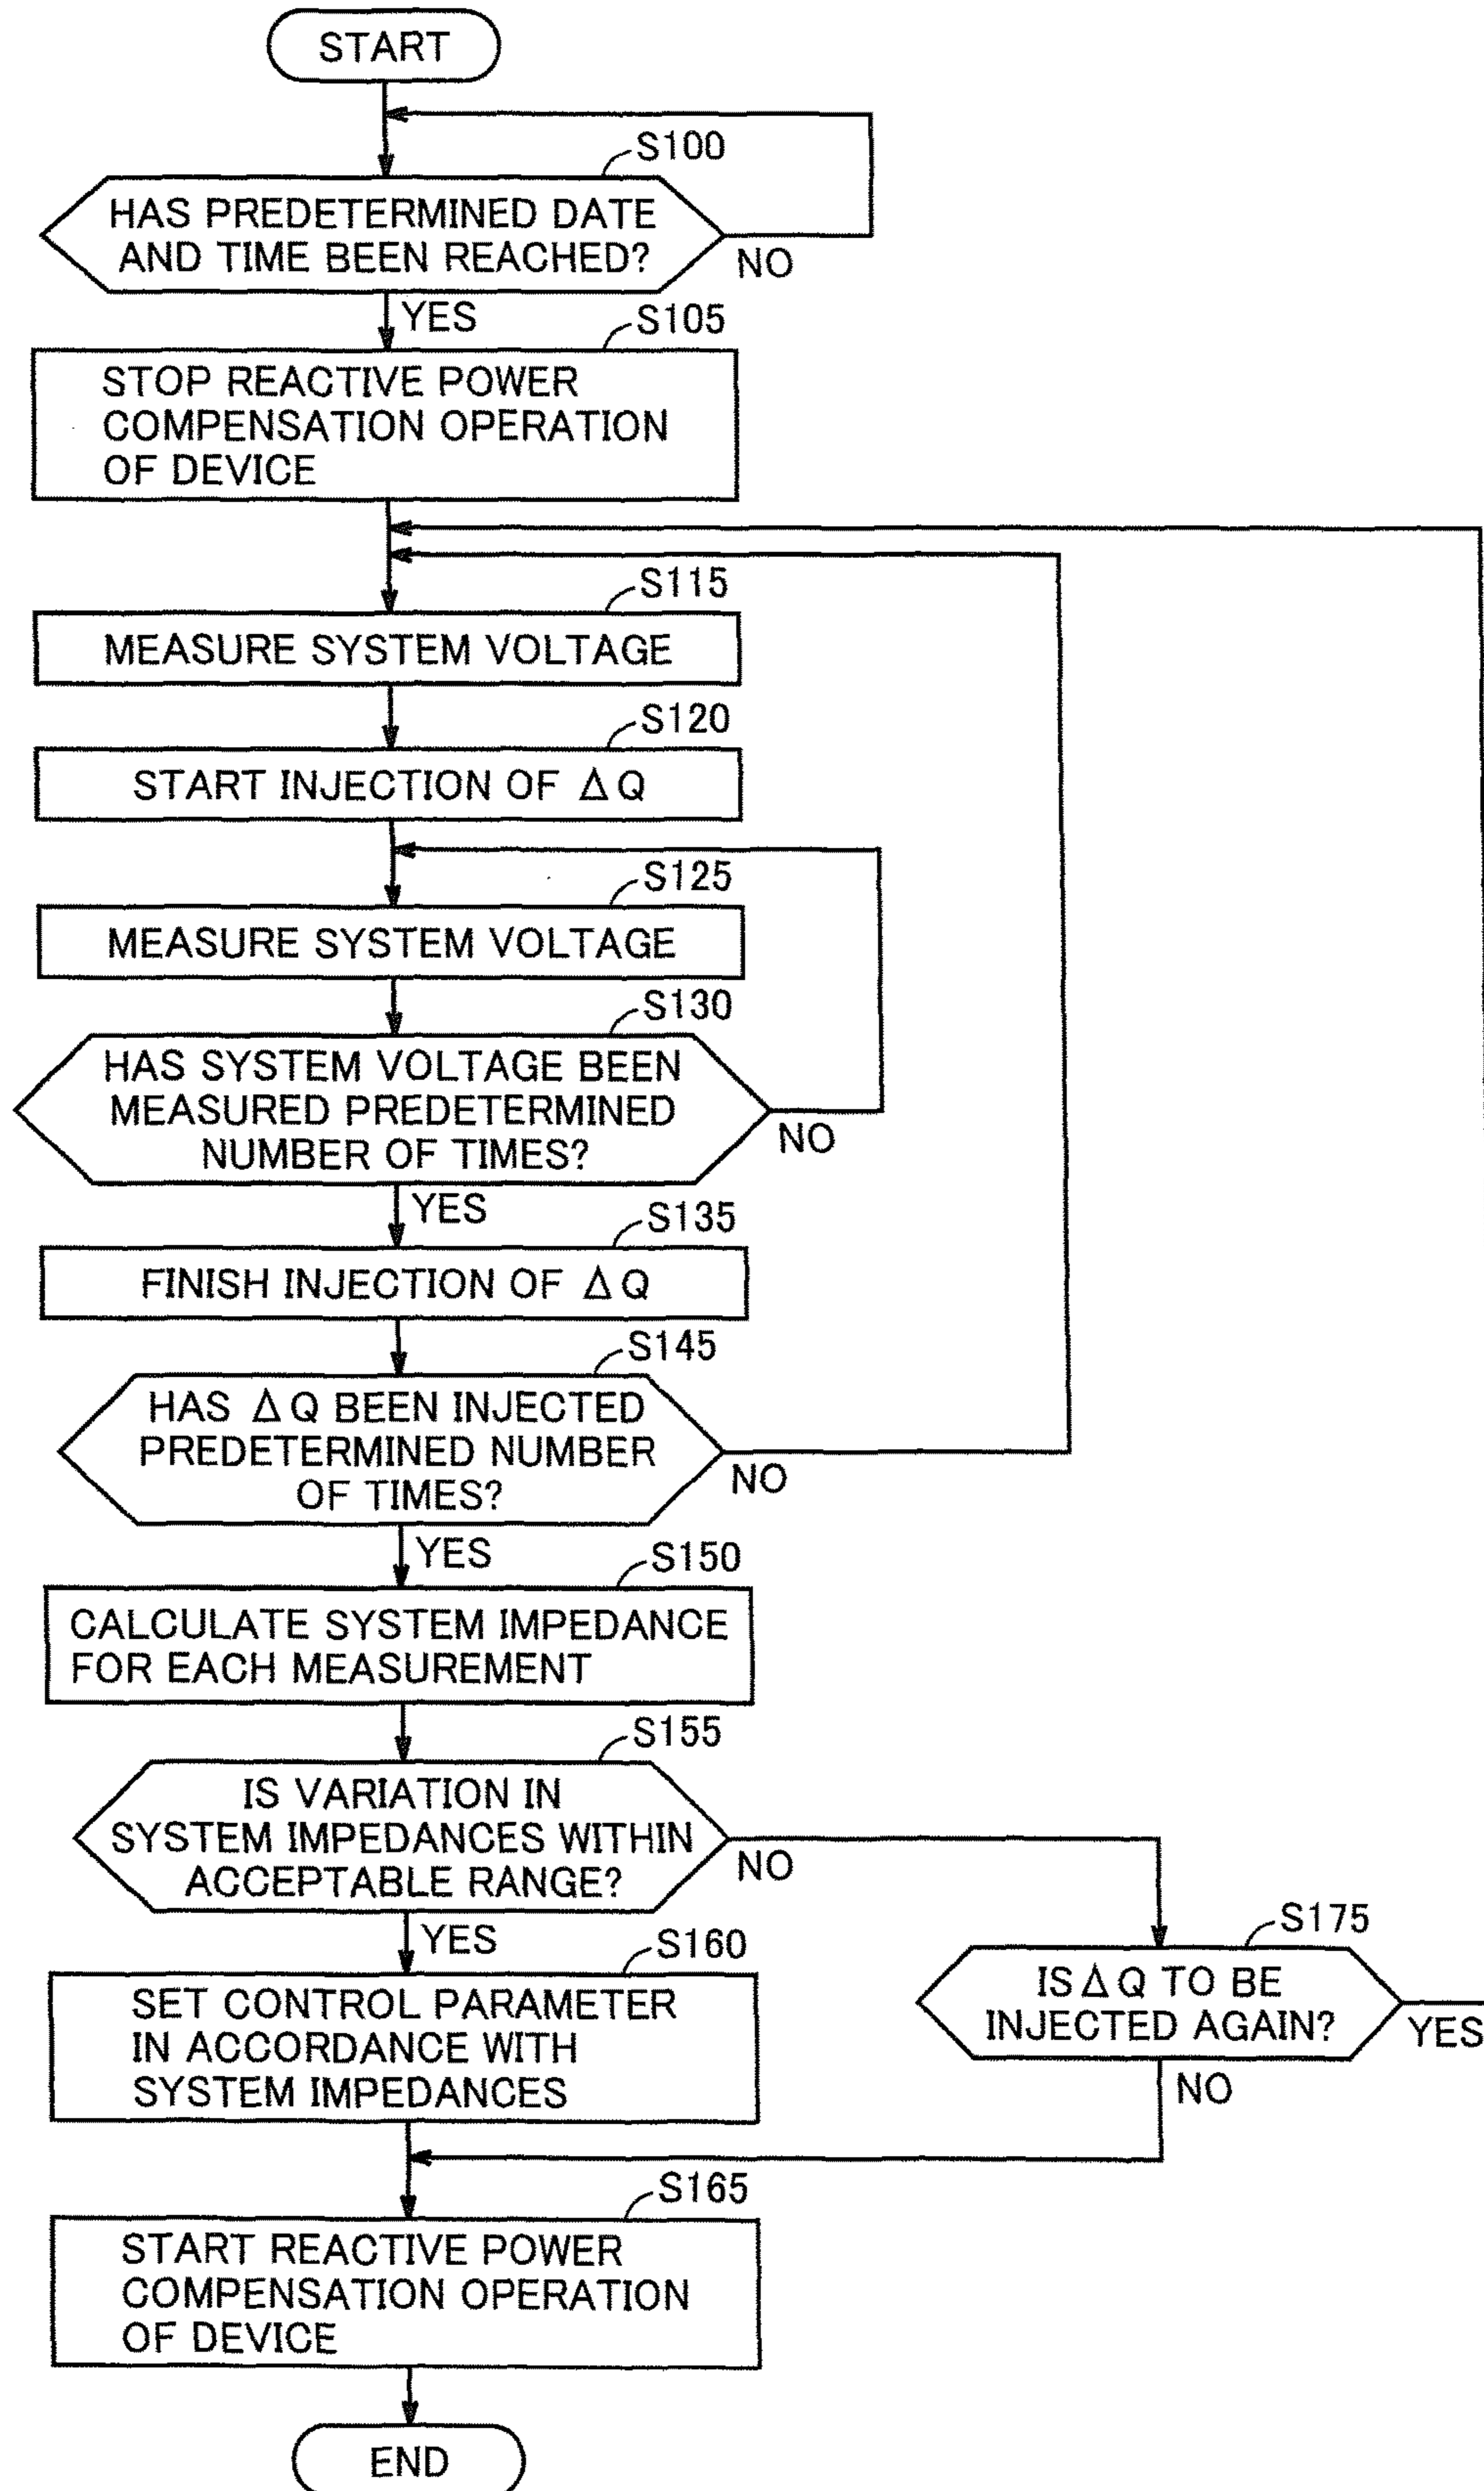 START
S100
HAS PREDETERMINED DATE
AND TIME BEEN REACHED?
NO
YES
S105
STOP REACTIVE POWER
COMPENSATION OPERATION
OF DEVICE
S115
MEASURE SYSTEM VOLTAGE
S120
START INJECTION OF ΔQ
S125
MEASURE SYSTEM VOLTAGE
S130
HAS SYSTEM VOLTAGE BEEN
MEASURED PREDETERMINED
NUMBER OF TIMES?
NO
YES
S135
FINISH INJECTION OF ΔQ
S145
HAS ΔQ BEEN INJECTED
PREDETERMINED NUMBER
OF TIMES?
NO
YES
S150
CALCULATE SYSTEM IMPEDANCE
FOR EACH MEASUREMENT
S155
IS VARIATION IN
SYSTEM IMPEDANCES WITHIN
ACCEPTABLE RANGE?
NO
YES
S175
IS ΔQ TO BE
INJECTED AGAIN?
YES
NO
S160
SET CONTROL PARAMETER
IN ACCORDANCE WITH
SYSTEM IMPEDANCES
S165
START REACTIVE POWER
COMPENSATION OPERATION
OF DEVICE
END